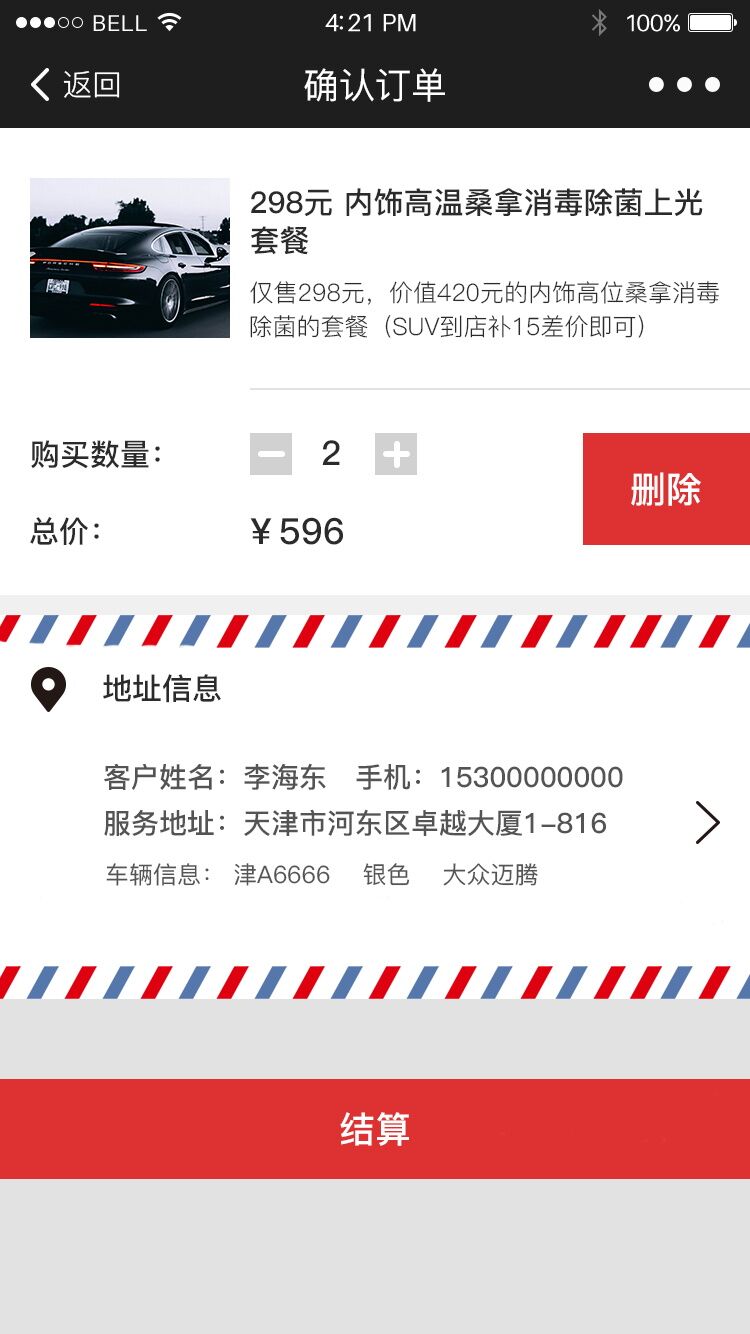 BELL 4:21 PM 100%
返回 确认订单
298元 内饰高温桑拿消毒除菌上光
套餐
仅售298元，价值420元的内饰高位桑拿消毒
除菌的套餐（SUV到店补15差价即可）
购买数量： 2
删除
总价： ￥596
地址信息
客户姓名：李海东 手机：15300000000
服务地址：天津市河东区卓越大厦1-816
车辆信息： 津A6666 银色 大众迈腾
结算